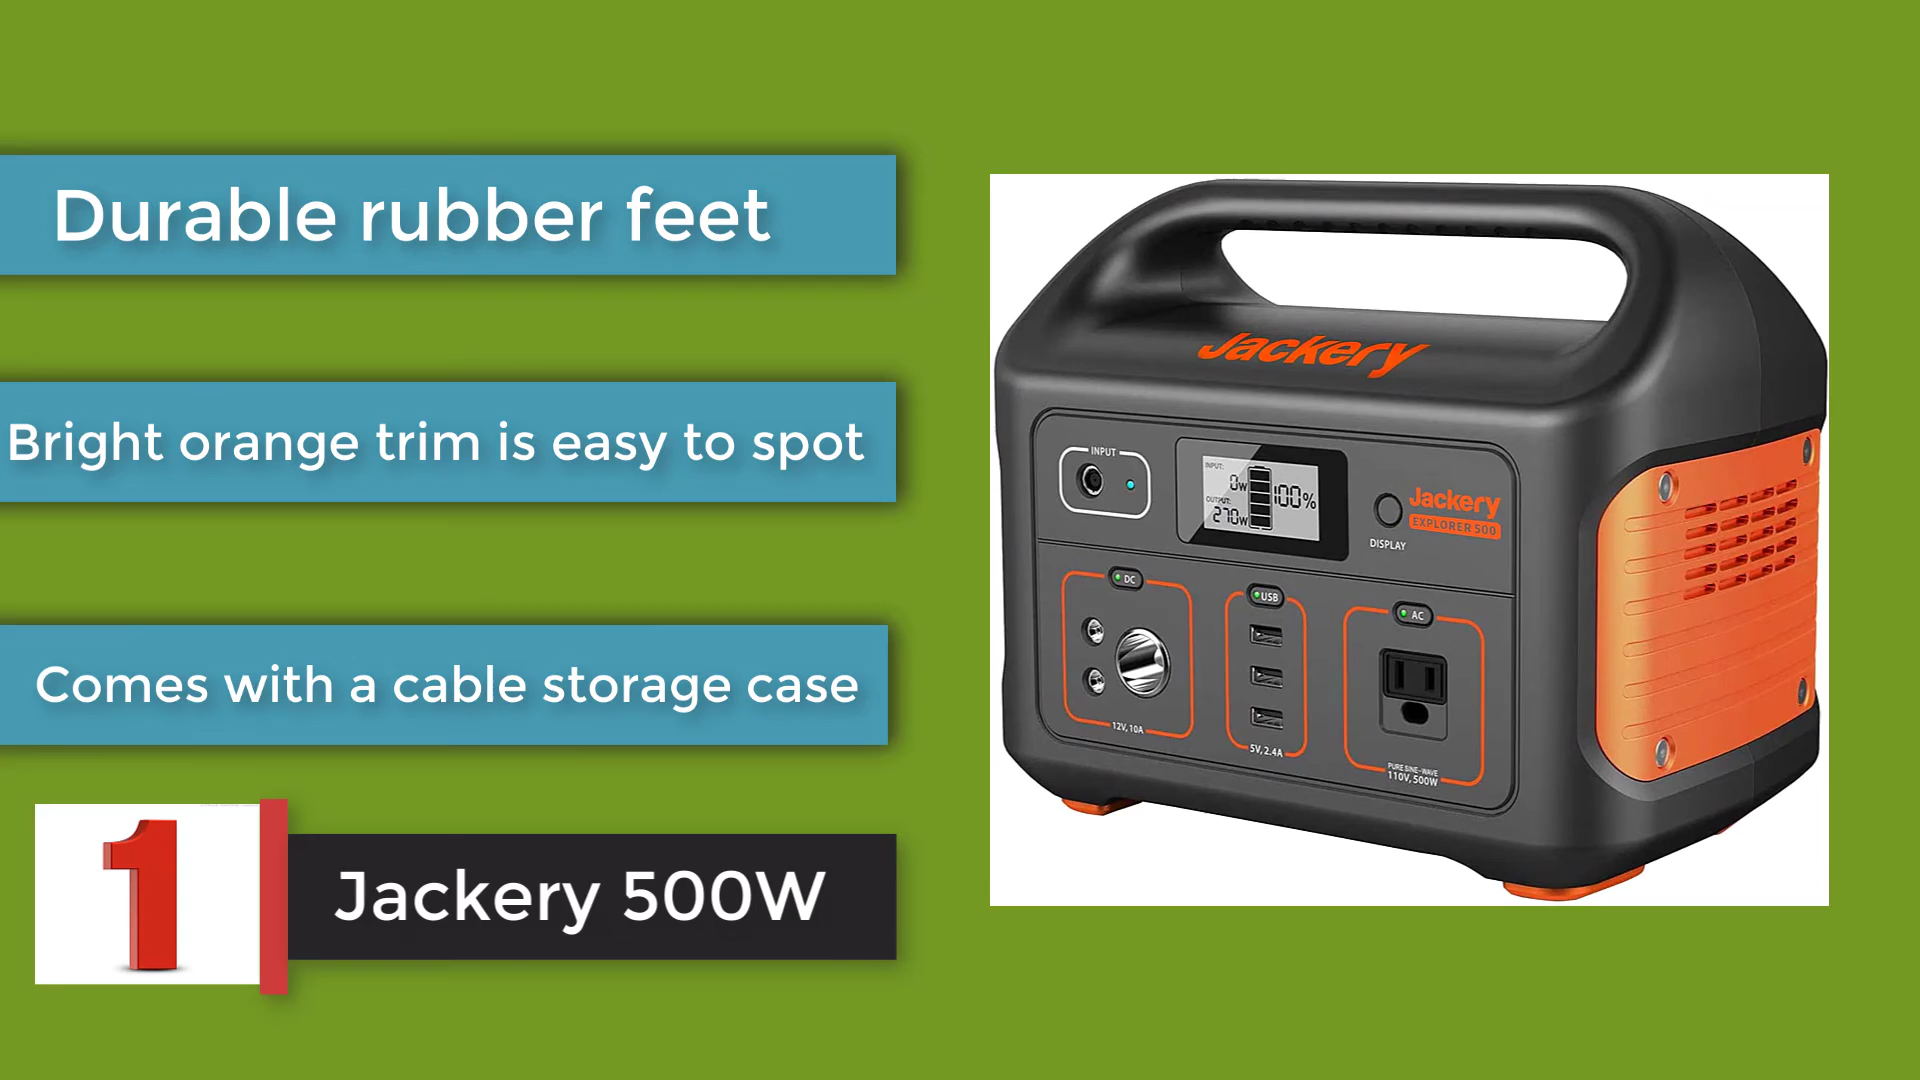 Durable rubber feet
Bright orange trim is easy to spot
Comes with a cable storage case
1
Jackery 500W
Jackery
INPUT
INPUT:
0W
OUTPUT:
270W
100%
DISPLAY
Jackery
EXPLORER 500
DC
12V, 10A
USB
5V, 2.4A
AC
PURE SINE-WAVE
110V, 500W